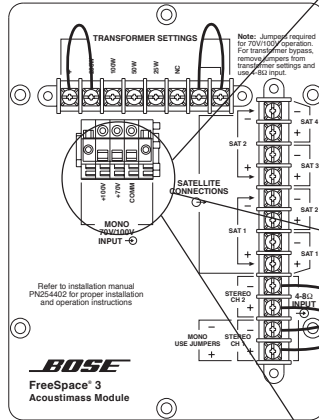 TRANSFORMER SETTINGS
100W
50W
25W
NC
Note: Jumpers required
for 70V/100V operation.
For transformer bypass,
remove jumpers from
transformer settings and
use 4-8Ω input.
+100V
+70V
COMM
MONO
70V/100V
INPUT
SATELLITE
CONNECTIONS
SAT 2
SAT 1
− + − +
− SAT 4
+
− SAT 3
+
− SAT 2
+
− SAT 1
+
STEREO
CH 2
− +
4-8Ω
INPUT
MONO
USE JUMPERS
− +
STEREO
CH 1
− +
Refer to installation manual
PN254402 for proper installation
and operation instructions
BOSE
FreeSpace® 3
Acoustimass Module